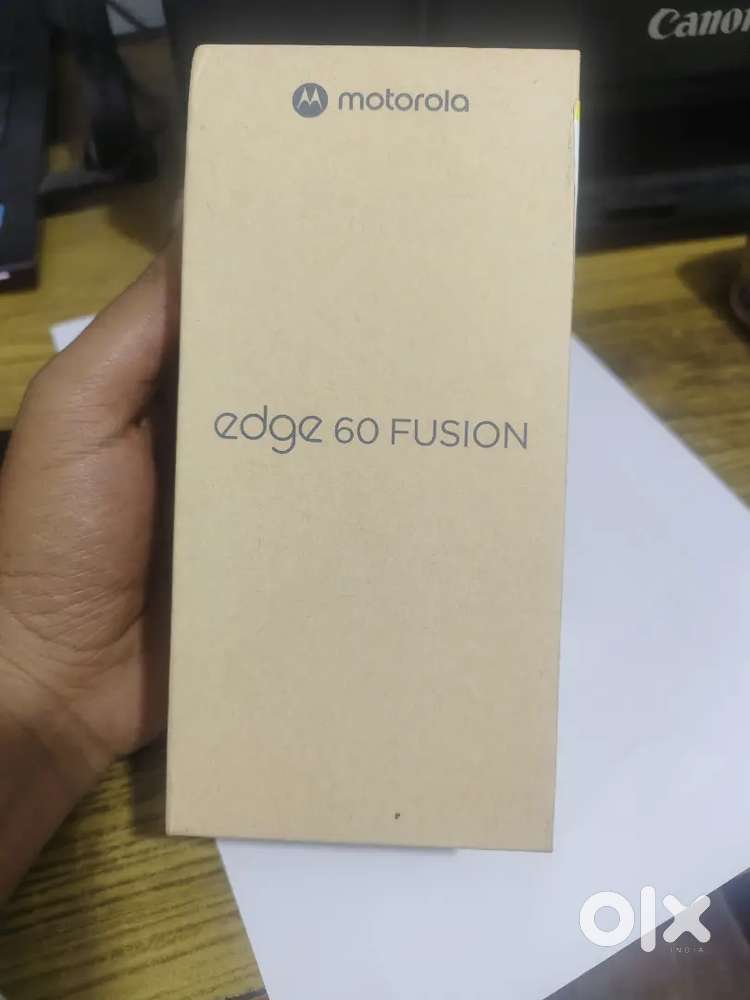 Canon
motorola
edge 60 FUSION
olx
INDIA